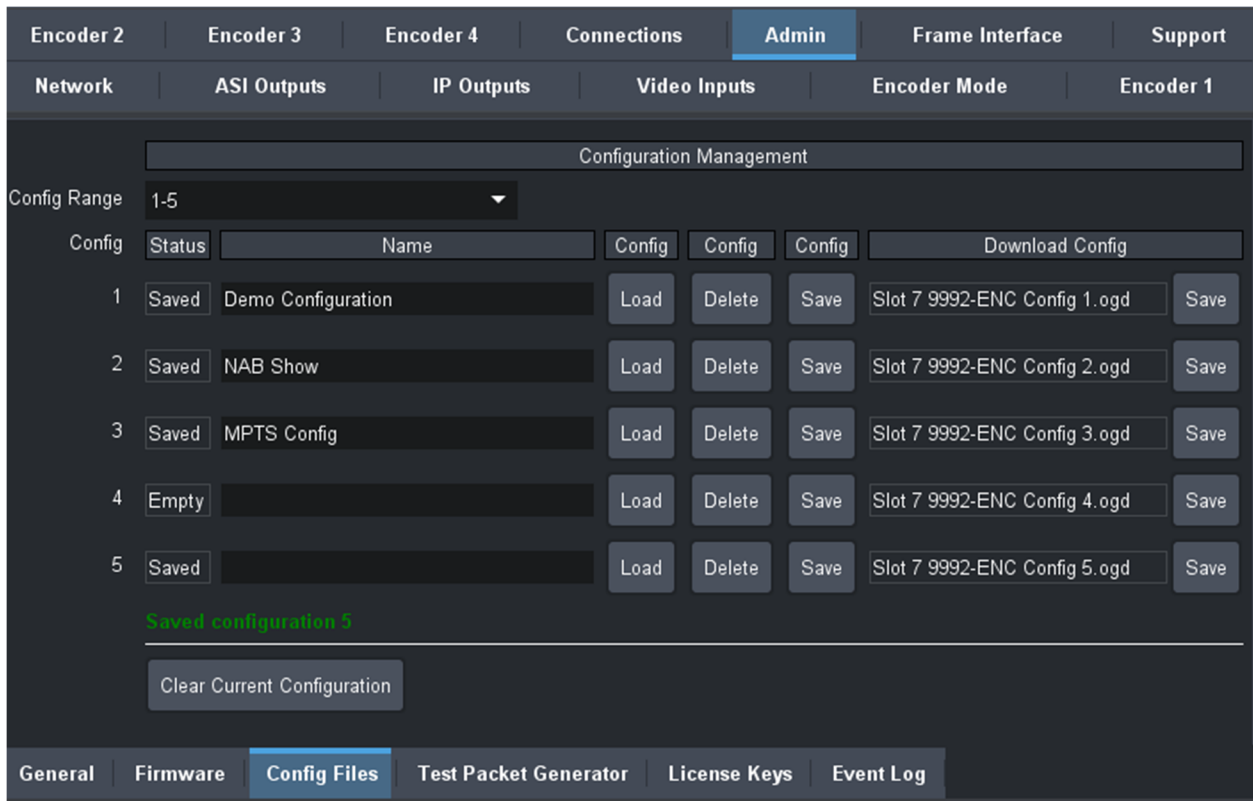 Encoder 2 Encoder 3 Encoder 4 Connections Admin Frame Interface Support
Network ASI Outputs IP Outputs Video Inputs Encoder Mode Encoder 1
Configuration Management
Config Range 1-5
Config Status Name Config Config Config Download Config
1 Saved Demo Configuration Load Delete Save Slot 7 9992-ENC Config 1.ogd Save
2 Saved NAB Show Load Delete Save Slot 7 9992-ENC Config 2.ogd Save
3 Saved MPTS Config Load Delete Save Slot 7 9992-ENC Config 3.ogd Save
4 Empty Load Delete Save Slot 7 9992-ENC Config 4.ogd Save
5 Saved Load Delete Save Slot 7 9992-ENC Config 5.ogd Save
Saved configuration 5
Clear Current Configuration
General Firmware Config Files Test Packet Generator License Keys Event Log